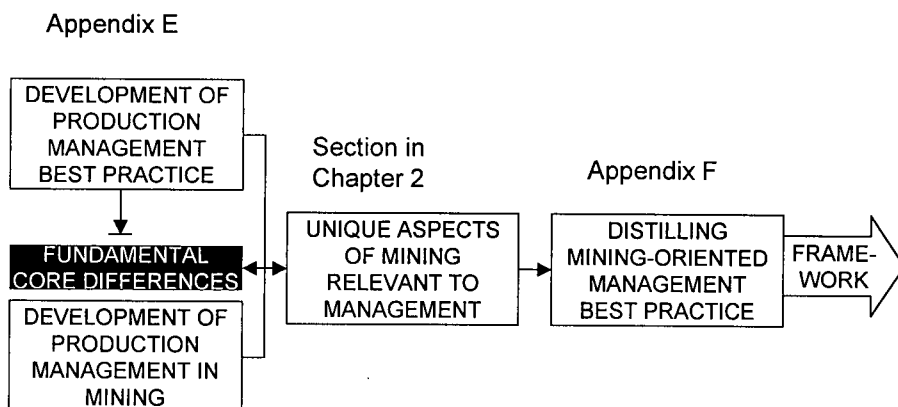 Appendix E
DEVELOPMENT OF
PRODUCTION
MANAGEMENT
BEST PRACTICE
FUNDAMENTAL
CORE DIFFERENCES
DEVELOPMENT OF
PRODUCTION
MANAGEMENT IN
MINING
Section in
Chapter 2
UNIQUE ASPECTS
OF MINING
RELEVANT TO
MANAGEMENT
Appendix F
DISTILLING
MINING-ORIENTED
MANAGEMENT
BEST PRACTICE
FRAME-
WORK